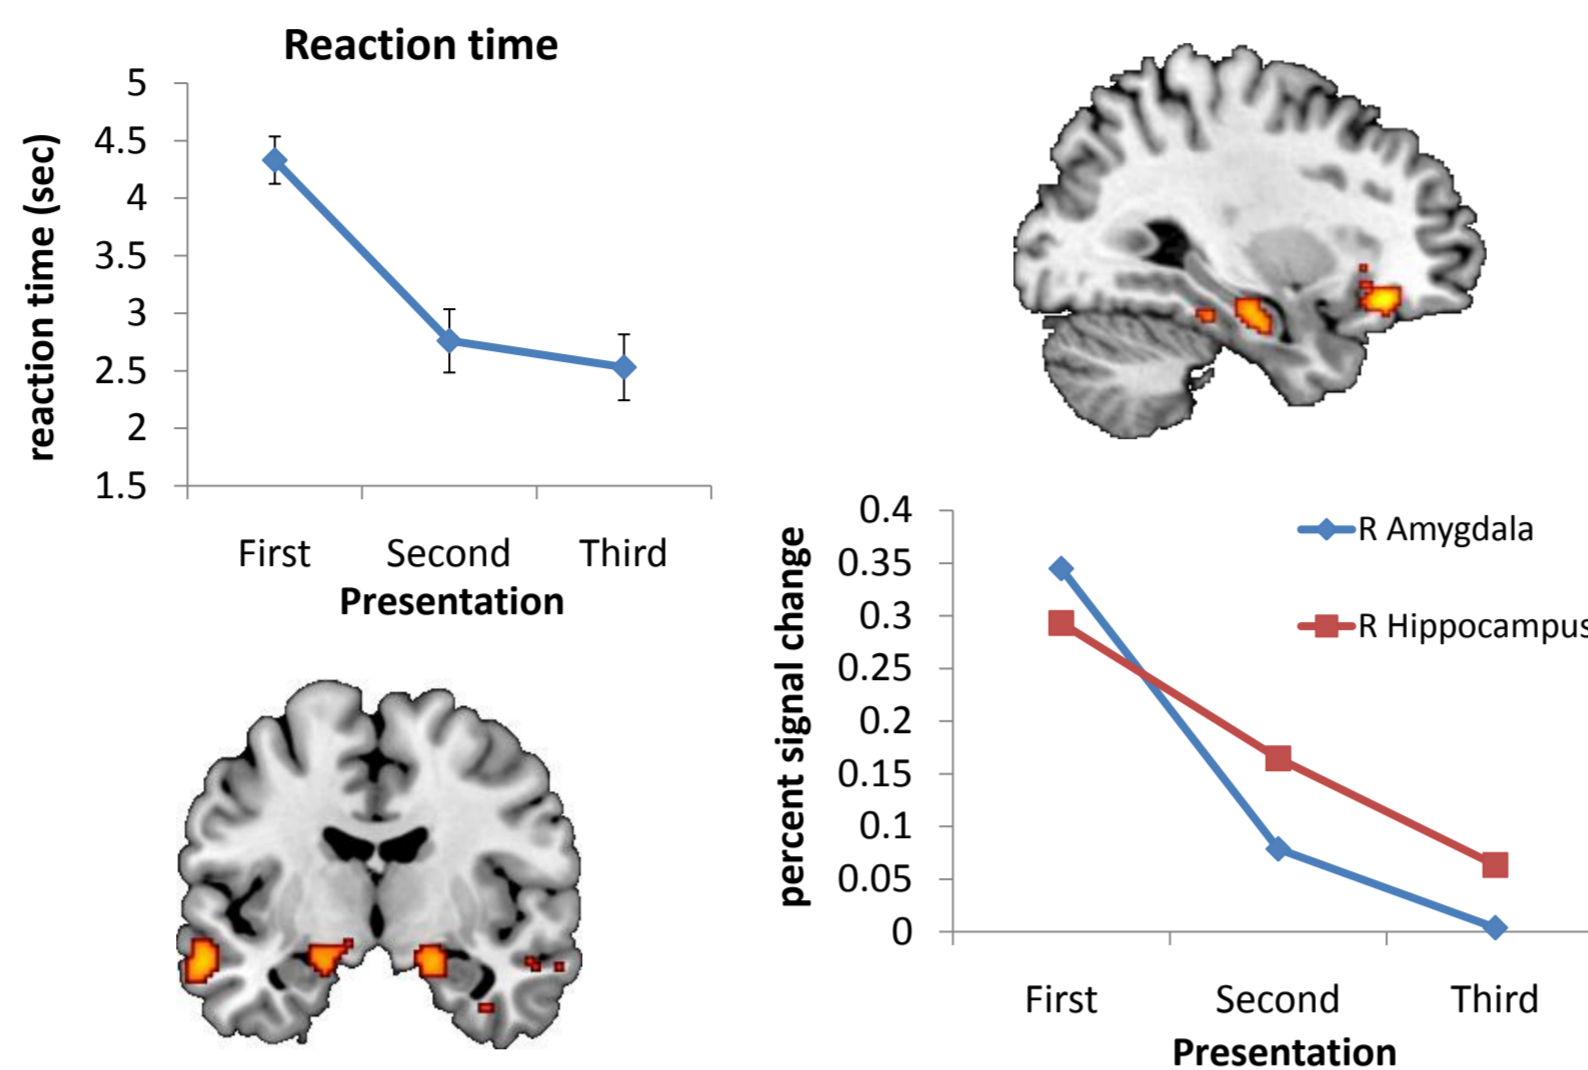 Reaction time
reaction time (sec)
5
4.5
4
3.5
3
2.5
2
1.5
First Second Third
Presentation
percent signal change
0.4
0.35
0.3
0.25
0.2
0.15
0.1
0.05
0
R Amygdala
R Hippocampus
First Second Third
Presentation